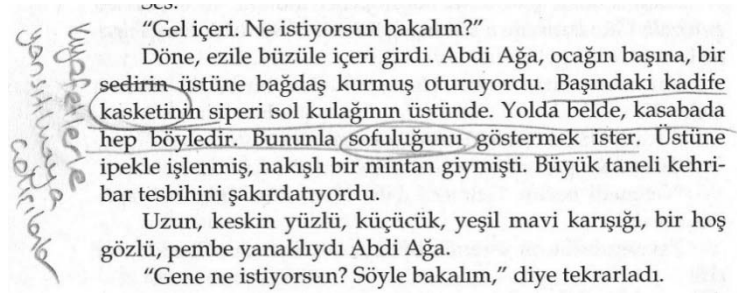 ses.
“Gel içeri. Ne istiyorsun bakalım?”
Döne, ezile büzüle içeri girdi. Abdi Ağa, ocağın başına, bir
sedirin üstüne bağdaş kurmuş oturuyordu. Başındaki kadife
kasketinin siperi sol kulağının üstünde. Yolda belde, kasabada
hep böyledir. Bununla sofuluğunu göstermek ister. Üstüne
ipekle işlenmiş, nakışlı bir mintan giymişti. Büyük taneli kehri-
bar tesbihini şakırdatıyordu.
Uzun, keskin yüzlü, küçücük, yeşil mavi karışığı, bir hoş
gözlü, pembe yanaklıydı Abdi Ağa.
“Gene ne istiyorsun? Söyle bakalım,” diye tekrarladı.
kıyafetlerle
yansıtılmaya